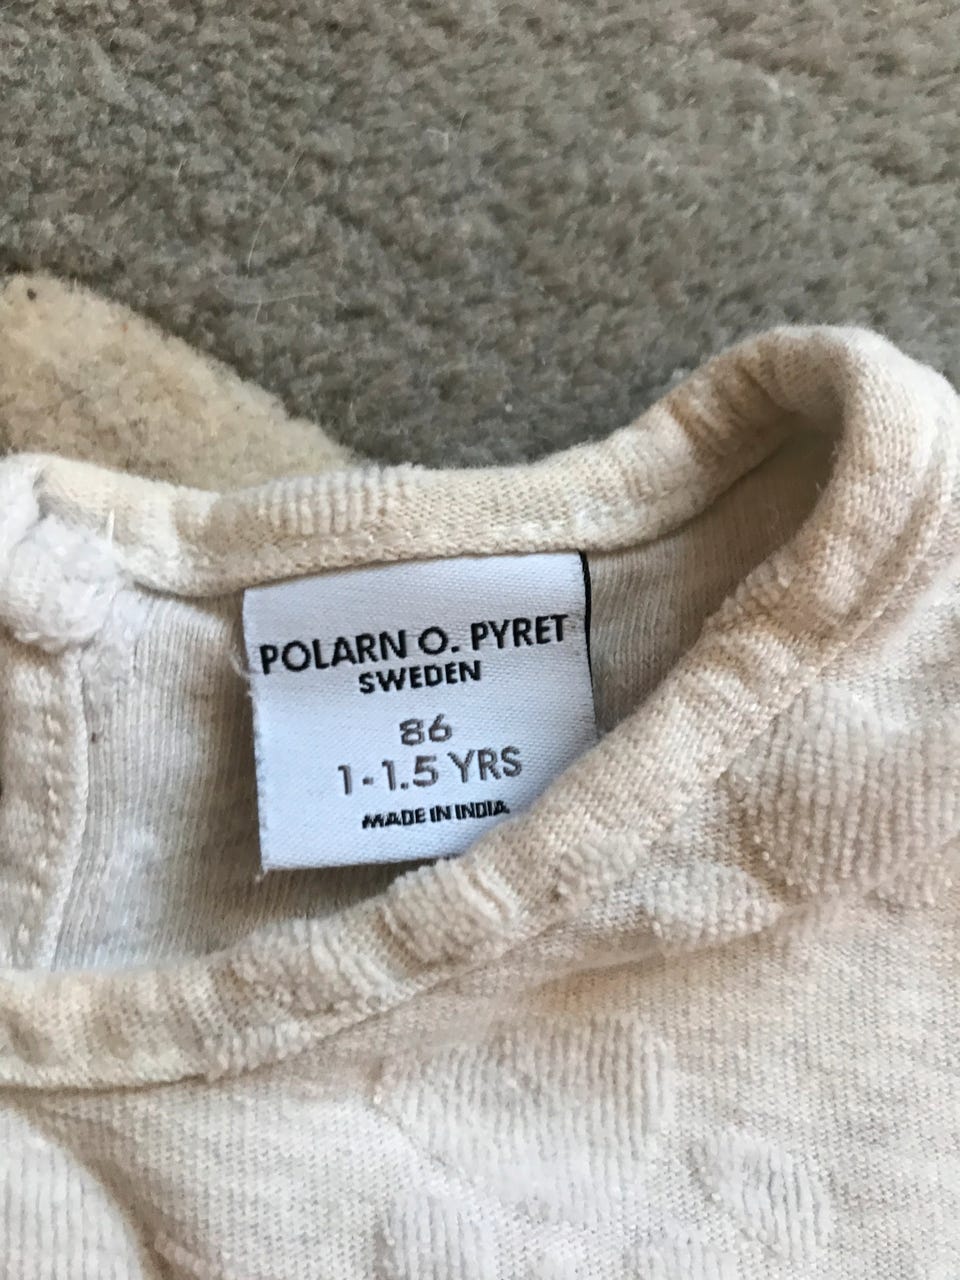 POLARN O. PYRET
SWEDEN
86
1-1.5 YRS
MADE IN INDIA